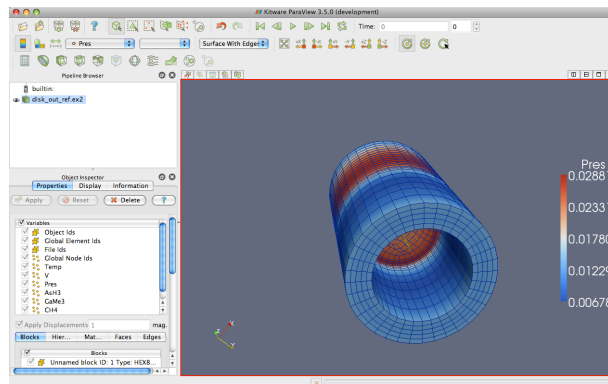 Kitware ParaView 3.5.0 (development)
Time: 0 0
Pres Surface With Edges
Pipeline Browser
builtin:
disk_out_ref.ex2
Object Inspector
Properties Display Information
Apply Reset Delete ?
Variables
Object Ids
Global Element Ids
File Ids
Global Node Ids
Temp
V
Pres
AsH3
GaMe3
CH4
Apply Displacements 1 mag.
Blocks Hier... Mat... Faces Edges
Blocks
Unnamed block ID: 1 Type: HEX8...
Pres
0.0288
0.0233
0.01780
0.01229
0.00678
X
Z
Y